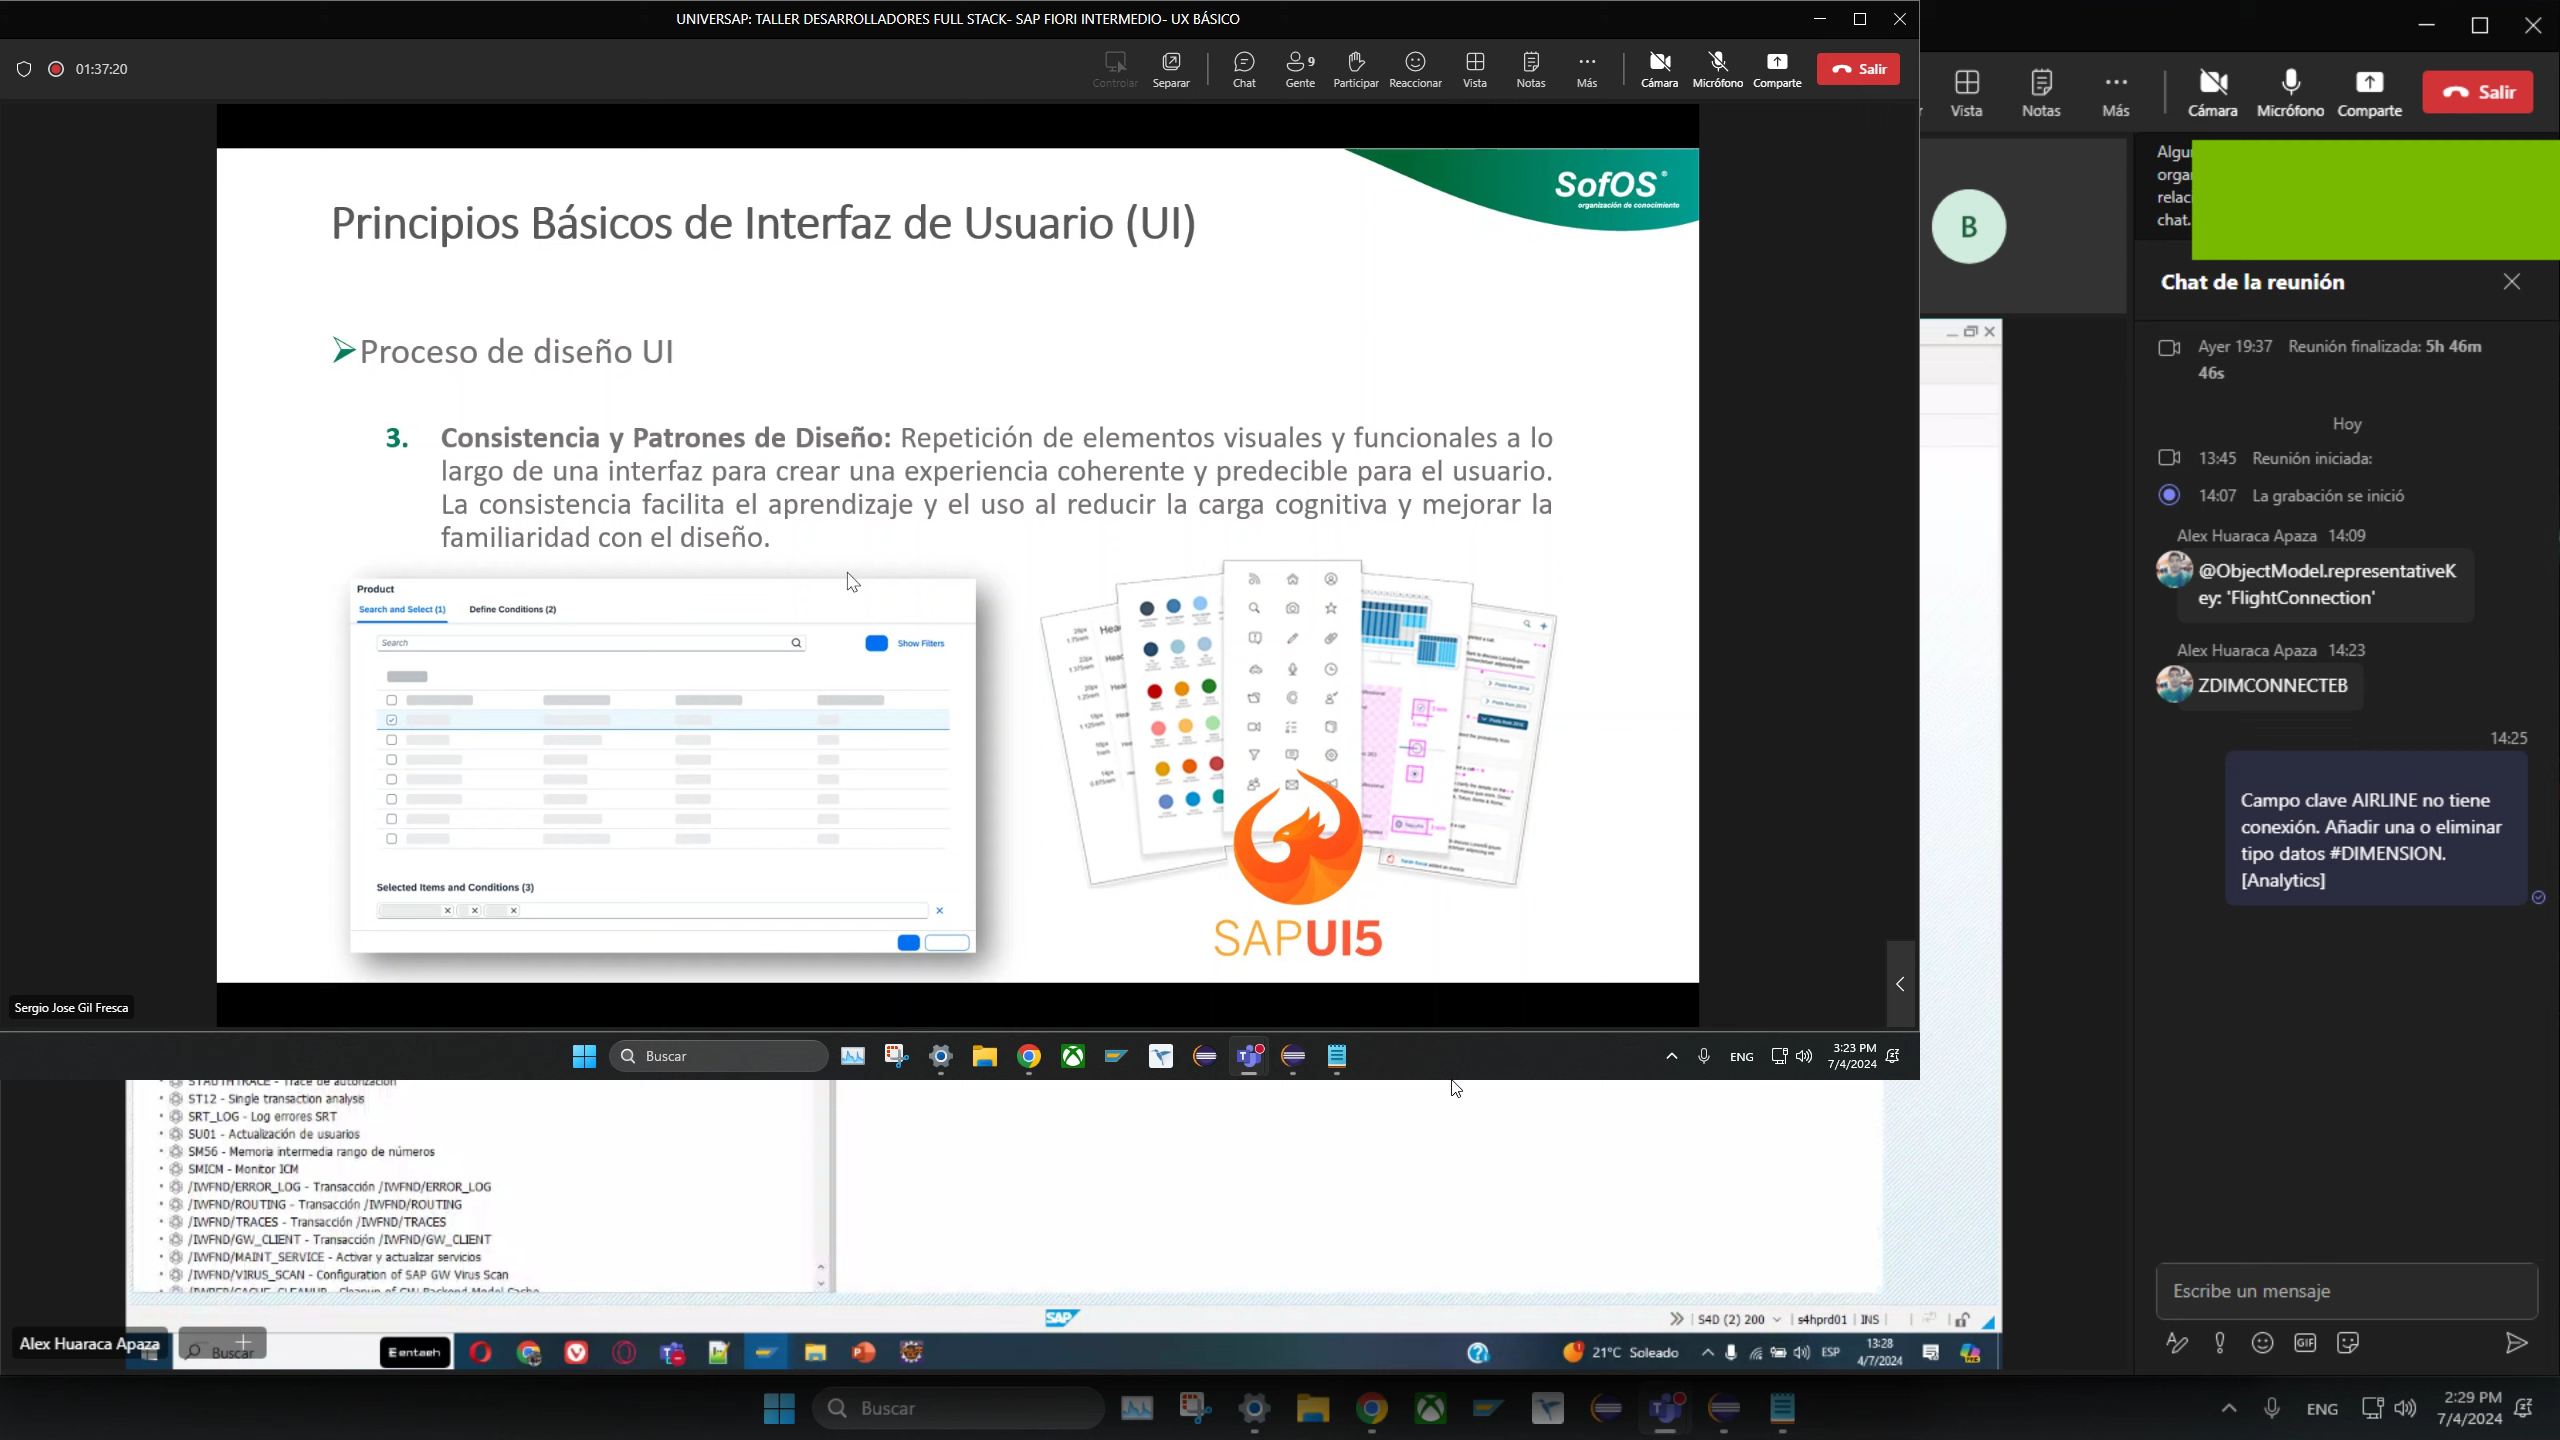 UNIVERSAP: TALLER DESARROLLADORES FULL STACK- SAP FIORI INTERMEDIO- UX BÁSICO
01:37:20
Controlar
Separar
Chat
Gente
9
Participar
Reaccionar
Vista
Notas
Más
Cámara
Micrófono
Comparte
Salir
SofOS
organización de conocimiento
Principios Básicos de Interfaz de Usuario (UI)
Proceso de diseño UI
3. Consistencia y Patrones de Diseño: Repetición de elementos visuales y funcionales a lo
largo de una interfaz para crear una experiencia coherente y predecible para el usuario.
La consistencia facilita el aprendizaje y el uso al reducir la carga cognitiva y mejorar la
familiaridad con el diseño.
Product
Search and Select (1)
Define Conditions (2)
Search
Show Filters
Selected Items and Conditions (3)
SAPUI5
Sergio Jose Gil Fresca
Buscar
ENG
3:23 PM
7/4/2024
Vista
Notas
Más
Cámara
Micrófono
Comparte
Salir
B
chat.
Chat de la reunión
Ayer 19:37 Reunión finalizada: 5h 46m
46s
Hoy
13:45 Reunión iniciada:
14:07 La grabación se inició
Alex Huaraca Apaza 14:09
@ObjectModel.representativeK
ey: 'FlightConnection'
Alex Huaraca Apaza 14:23
ZDIMCONNECTEB
14:25
Campo clave AIRLINE no tiene
conexión. Añadir una o eliminar
tipo datos #DIMENSION.
[Analytics]
Escribe un mensaje
GIF
STAUTHTRACE - Trace de autorización
ST12 - Single transaction analysis
SRT_LOG - Log errores SRT
SU01 - Actualización de usuarios
SM56 - Memoria intermedia rango de números
SMICM - Monitor ICM
/IWFND/ERROR_LOG - Transacción /IWFND/ERROR_LOG
/IWFND/ROUTING - Transacción /IWFND/ROUTING
/IWFND/TRACES - Transacción /IWFND/TRACES
/IWFND/GW_CLIENT - Transacción /IWFND/GW_CLIENT
/IWFND/MAINT_SERVICE - Activar y actualizar servicios
/IWFND/VIRUS_SCAN - Configuration of SAP GW Virus Scan
SAP
S4D (2) 200
s4hprd01
INS
Alex Huaraca Apaza
Buscar
21°C Soleado
ESP
13:28
4/7/2024
Buscar
ENG
2:29 PM
7/4/2024